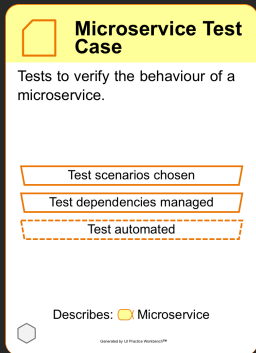 Microservice Test
Case
Tests to verify the behaviour of a
microservice.
Test scenarios chosen
Test dependencies managed
Test automated
Describes: Microservice
Generated by IJI Practice Workbench™